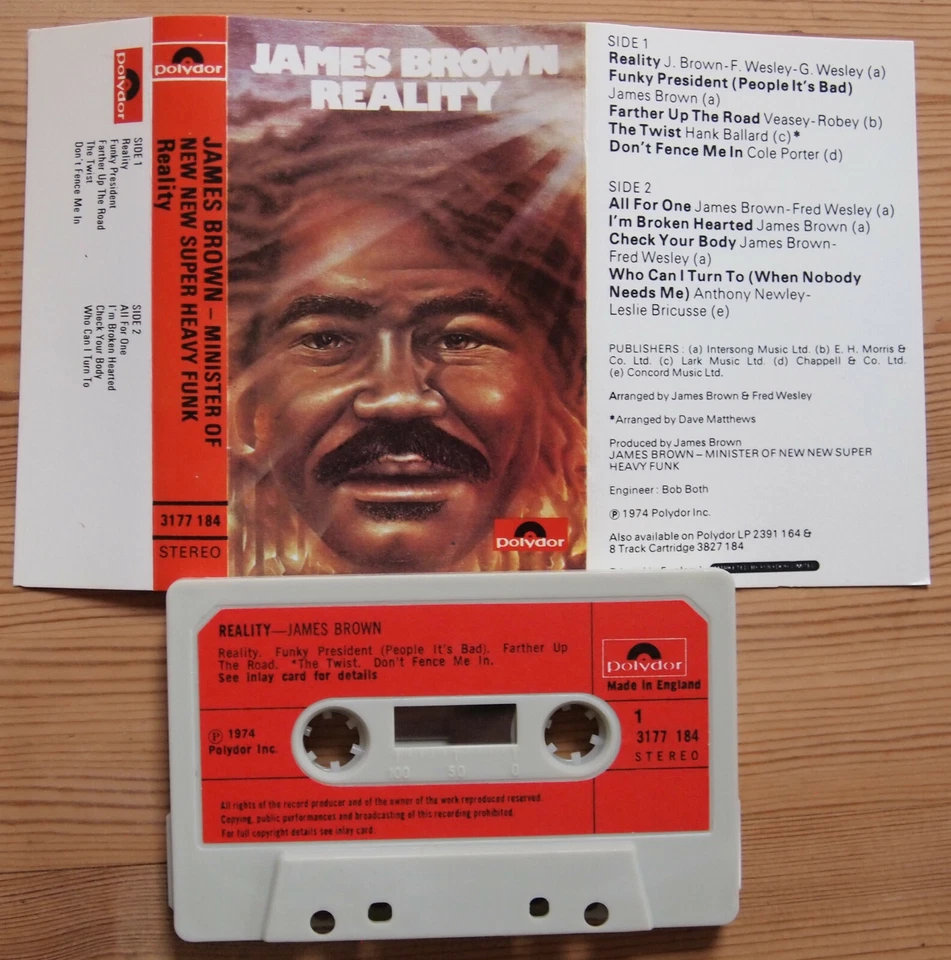 polydor
SIDE 1
Reality
Funky President
Farther Up The Road
The Twist
Don't Fence Me In
SIDE 2
All For One
I'm Broken Hearted
Check Your Body
Who Can I Turn To
polydor
JAMES BROWN – MINISTER OF
NEW NEW SUPER HEAVY FUNK
Reality
3177 184
STEREO
JAMES BROWN
REALITY
polydor
SIDE 1
Reality J. Brown-F. Wesley-G. Wesley (a)
Funky President (People It's Bad)
James Brown (a)
Farther Up The Road Veasey-Robey (b)
The Twist Hank Ballard (c)*
Don't Fence Me In Cole Porter (d)
SIDE 2
All For One James Brown-Fred Wesley (a)
I'm Broken Hearted James Brown (a)
Check Your Body James Brown-
Fred Wesley (a)
Who Can I Turn To (When Nobody
Needs Me) Anthony Newley-
Leslie Bricusse (e)
PUBLISHERS: (a) Intersong Music Ltd. (b) E. H. Morris &
Co. Ltd. (c) Lark Music Ltd. (d) Chappell & Co. Ltd.
(e) Concord Music Ltd.
Arranged by James Brown & Fred Wesley
*Arranged by Dave Matthews
Produced by James Brown
JAMES BROWN – MINISTER OF NEW NEW SUPER
HEAVY FUNK
Engineer: Bob Both
℗ 1974 Polydor Inc.
Also available on Polydor LP 2391 164 &
8 Track Cartridge 3827 184
REALITY—JAMES BROWN
Reality. Funky President (People It's Bad). Farther Up
The Road. *The Twist. Don't Fence Me In.
See inlay card for details
polydor
Made in England
℗ 1974
Polydor Inc.
100 50 0
1
3177 184
STEREO
All rights of the record producer and of the owner of the work reproduced reserved.
Copying, public performances and broadcasting of this recording prohibited.
For full copyright details see inlay card.